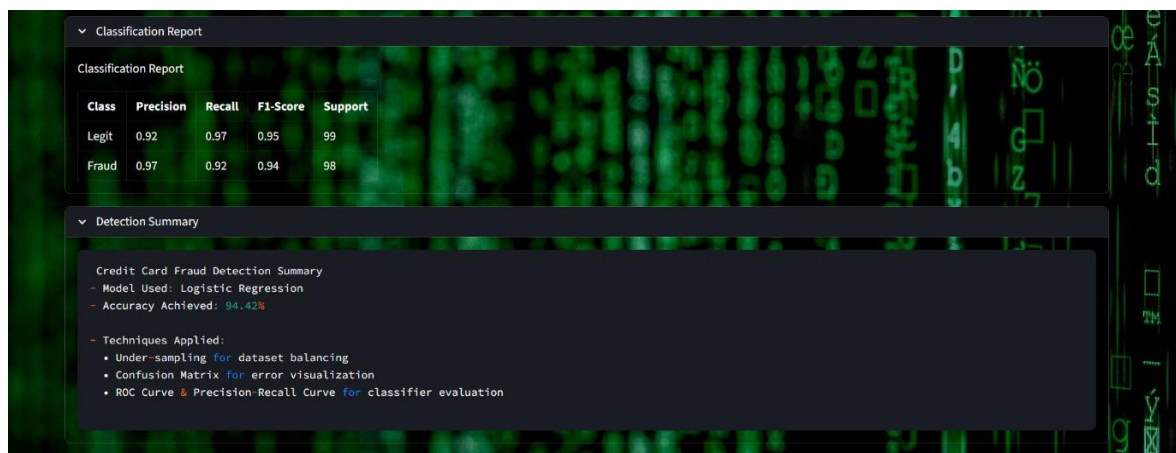 Classification Report
Classification Report
Class Precision Recall F1-Score Support
Legit 0.92 0.97 0.95 99
Fraud 0.97 0.92 0.94 98
Detection Summary
Credit Card Fraud Detection Summary
- Model Used: Logistic Regression
- Accuracy Achieved: 94.42%
- Techniques Applied:
• Under-sampling for dataset balancing
• Confusion Matrix for error visualization
• ROC Curve & Precision-Recall Curve for classifier evaluation